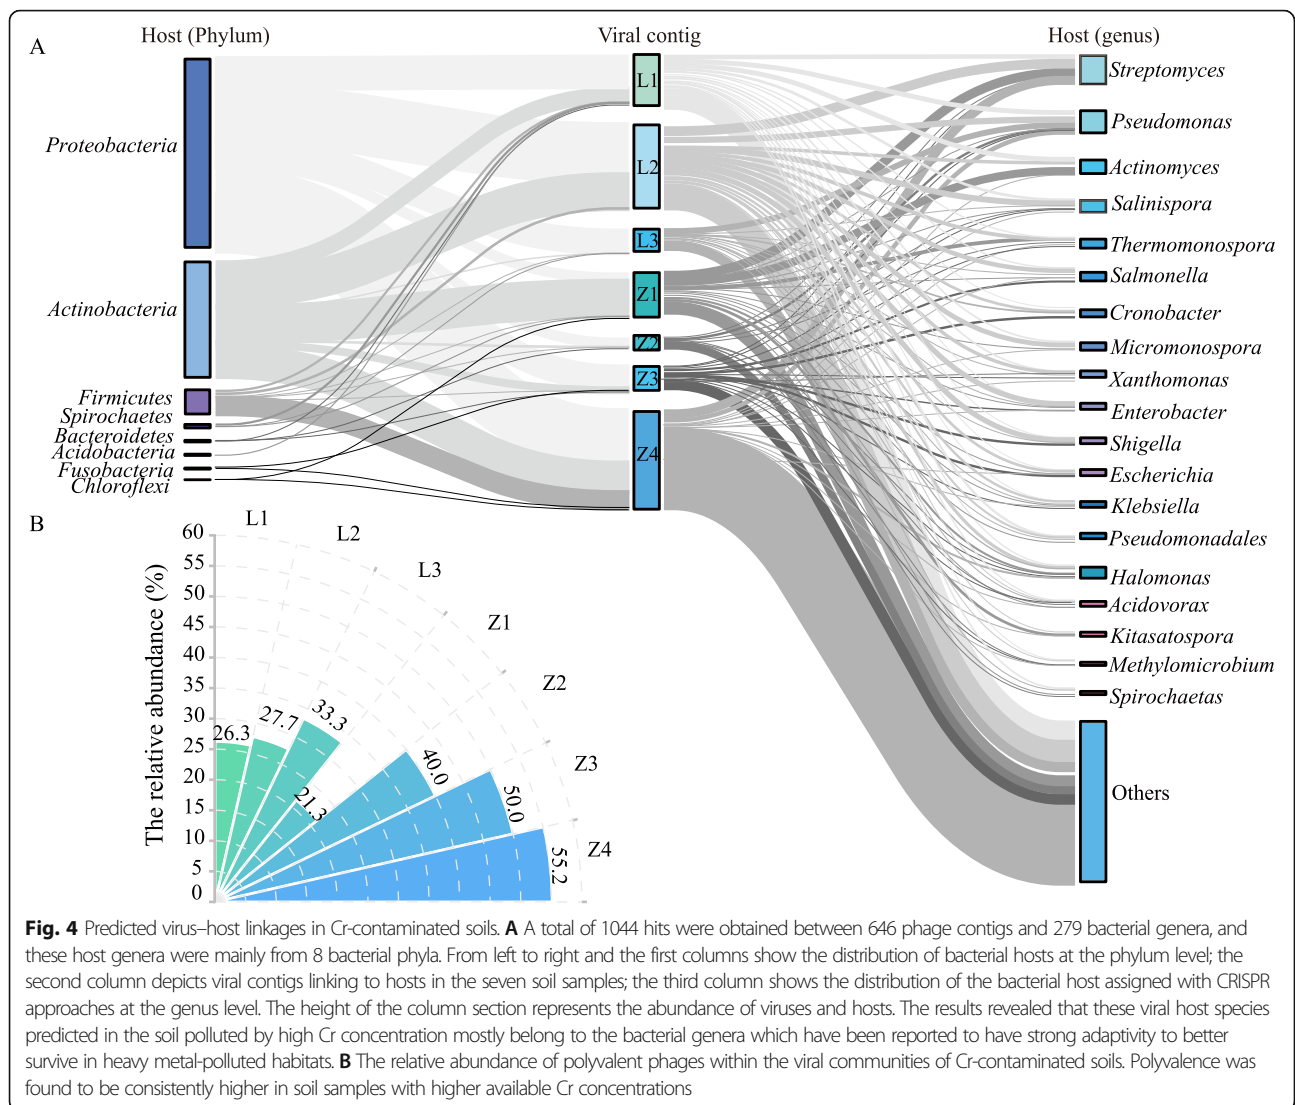 A
Host (Phylum)
Viral contig
Host (genus)
Proteobacteria
Actinobacteria
Firmicutes
Spirochaetes
Bacteroidetes
Acidobacteria
Fusobacteria
Chloroflexi
L1
L2
L3
Z1
Z2
Z3
Z4
Streptomyces
Pseudomonas
Actinomyces
Salinispora
Thermomonospora
Salmonella
Cronobacter
Micromonospora
Xanthomonas
Enterobacter
Shigella
Escherichia
Klebsiella
Pseudomonadales
Halomonas
Acidovorax
Kitasatospora
Methylomicrobium
Spirochaetas
Others
B
The relative abundance (%)
60
55
50
45
40
35
30
25
20
15
10
5
0
L1
L2
L3
Z1
Z2
Z3
Z4
26.3
27.7
33.3
21.3
40.0
50.0
55.2
Fig. 4 Predicted virus–host linkages in Cr-contaminated soils. A A total of 1044 hits were obtained between 646 phage contigs and 279 bacterial genera, and
these host genera were mainly from 8 bacterial phyla. From left to right and the first columns show the distribution of bacterial hosts at the phylum level; the
second column depicts viral contigs linking to hosts in the seven soil samples; the third column shows the distribution of the bacterial host assigned with CRISPR
approaches at the genus level. The height of the column section represents the abundance of viruses and hosts. The results revealed that these viral host species
predicted in the soil polluted by high Cr concentration mostly belong to the bacterial genera which have been reported to have strong adaptivity to better
survive in heavy metal-polluted habitats. B The relative abundance of polyvalent phages within the viral communities of Cr-contaminated soils. Polyvalence was
found to be consistently higher in soil samples with higher available Cr concentrations